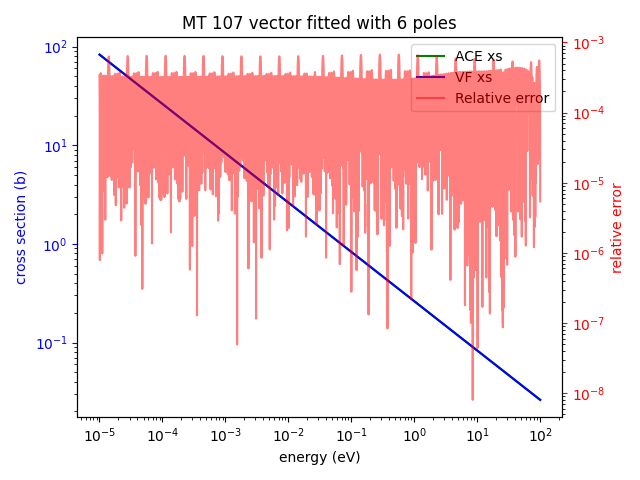 MT 107 vector fitted with 6 poles
ACE xs
VF xs
Relative error
cross section (b)
10²
10¹
10⁰
10⁻¹
10⁻³
10⁻⁴
10⁻⁵
10⁻⁶
10⁻⁷
10⁻⁸
relative error
10⁻⁵ 10⁻⁴ 10⁻³ 10⁻² 10⁻¹ 10⁰ 10¹ 10²
energy (eV)